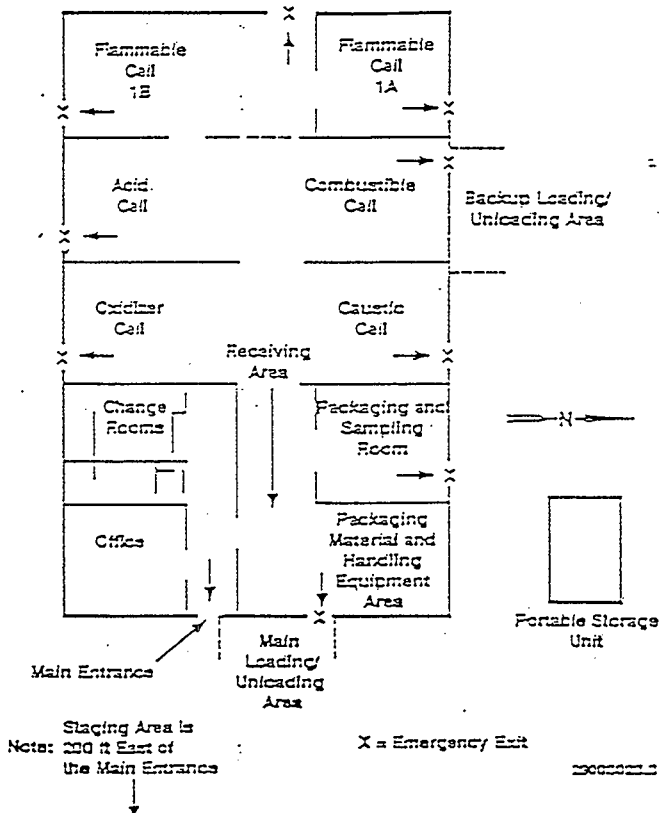 Flammable
Cell
1B
Flammable
Cell
1A
Acid
Cell
Combustible
Cell
Backup Loading/
Unloading Area
Oxidizer
Cell
Caustic
Cell
Receiving
Area
Change
Rooms
Packaging and
Sampling
Room
N
Office
Packaging
Material and
Handling
Equipment
Area
Portable Storage
Unit
Main Entrance
Main
Loading/
Unloading
Area
Staging Area is
Note: 200 ft East of
the Main Entrance
X = Emergency Exit